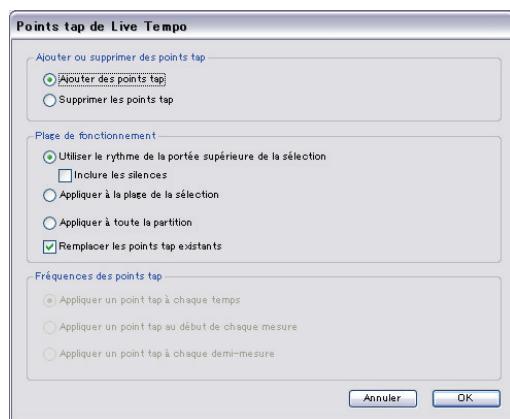 Points tap de Live Tempo
Ajouter ou supprimer des points tap
Ajouter des points tap
Supprimer les points tap
Plage de fonctionnement
Utiliser le rythme de la portée supérieure de la sélection
Inclure les silences
Appliquer à la plage de la sélection
Appliquer à toute la partition
Remplacer les points tap existants
Fréquences des points tap
Appliquer un point tap à chaque temps
Appliquer un point tap au début de chaque mesure
Appliquer un point tap à chaque demi-mesure
Annuler OK